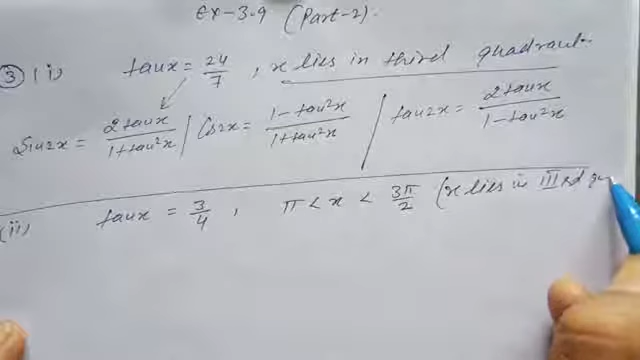 Ex-3.9 (Part-2).
③ (i) tanx = 24/7 , x lies in third quadrant.
Sin2x = 2tanx/1+tan²x / Cos2x = 1-tan²x/1+tan²x / tan2x = 2tanx/1-tan²x
(ii) tanx = 3/4 , π < x < 3π/2 (x lies in IIIrd